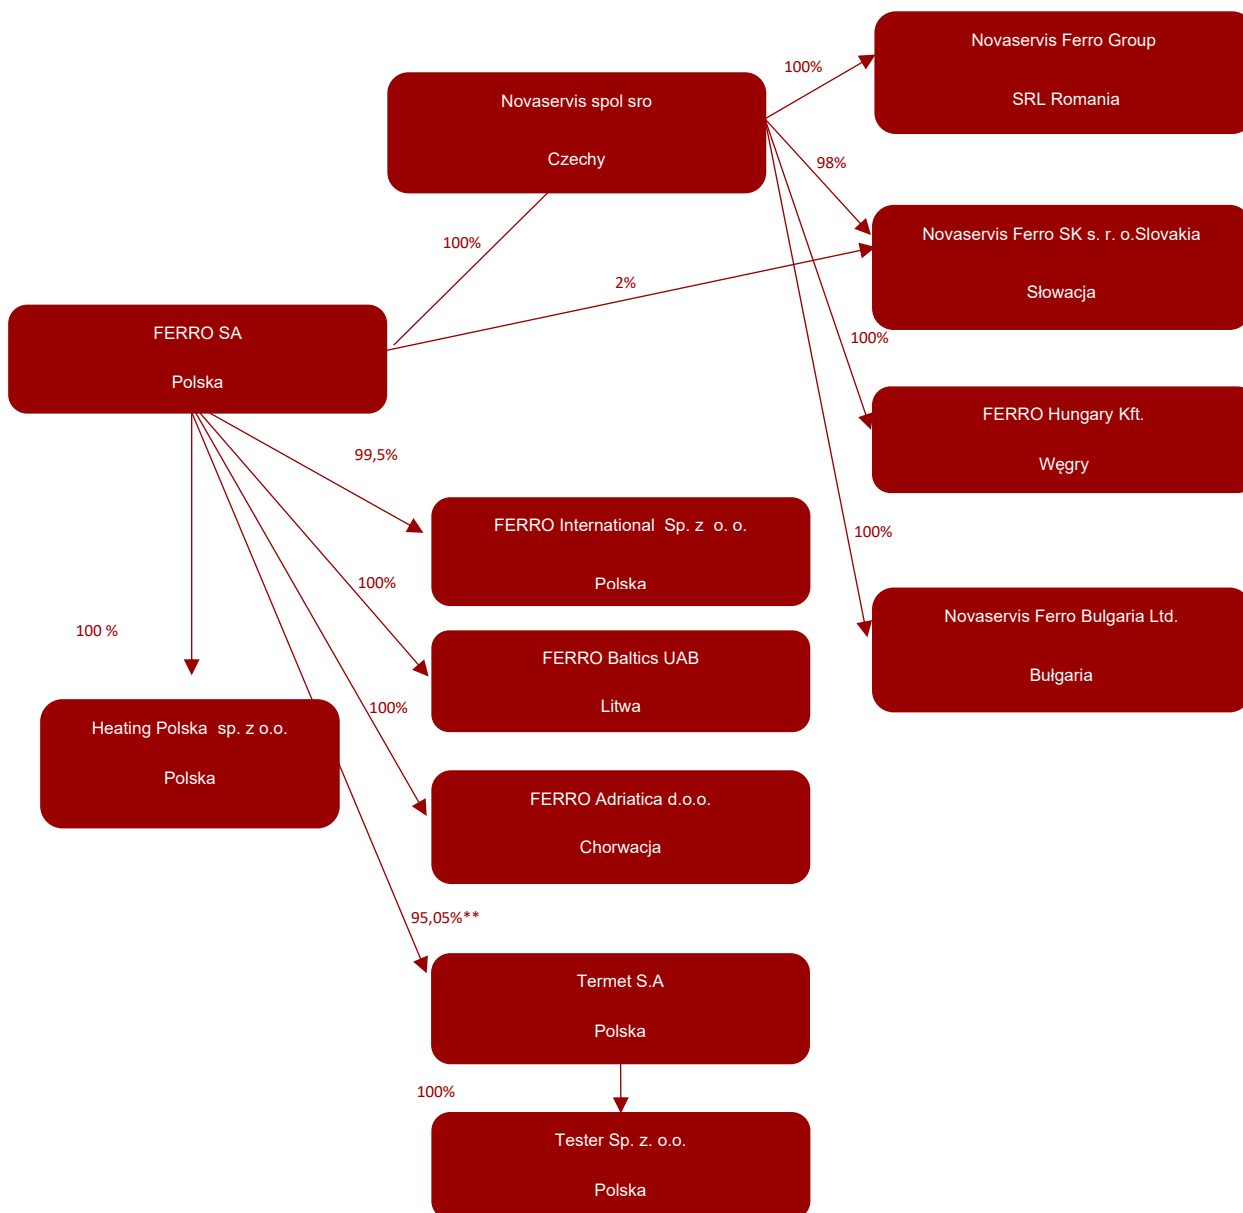 Novaservis Ferro Group
SRL Romania
100%
Novaservis spol sro
Czechy
98%
Novaservis Ferro SK s. r. o.Slovakia
Słowacja
100%
2%
FERRO SA
Polska
100%
FERRO Hungary Kft.
Węgry
99,5%
FERRO International Sp. z o. o.
Polska
100%
100%
Novaservis Ferro Bulgaria Ltd.
Bułgaria
100 %
FERRO Baltics UAB
Litwa
Heating Polska sp. z o.o.
Polska
100%
FERRO Adriatica d.o.o.
Chorwacja
95,05%**
Termet S.A
Polska
100%
Tester Sp. z. o.o.
Polska